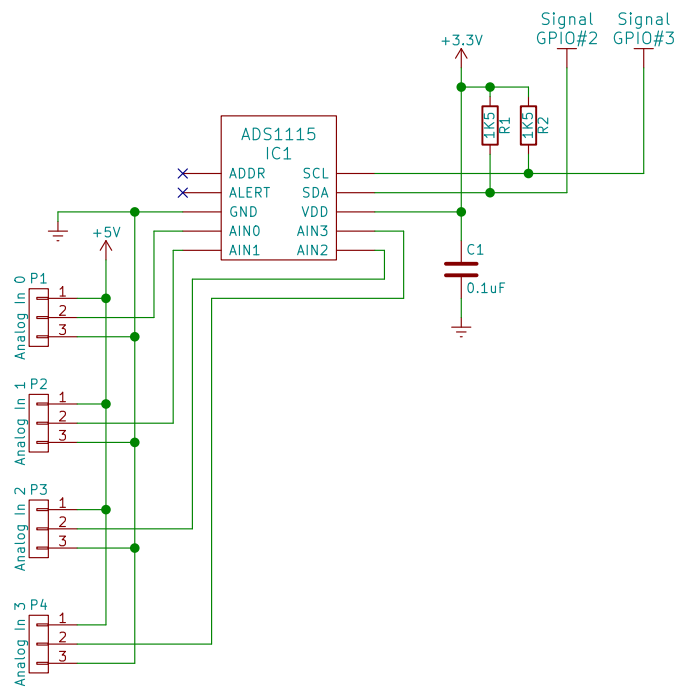 Signal
GPIO#2
Signal
GPIO#3
+3.3V
1K5
R1
1K5
R2
ADS1115
IC1
ADDR
SCL
ALERT
SDA
GND
VDD
AIN0
AIN3
AIN1
AIN2
+5V
C1
0.1uF
P1
Analog In 0
1
2
3
P2
Analog In 1
1
2
3
P3
Analog In 2
1
2
3
P4
Analog In 3
1
2
3